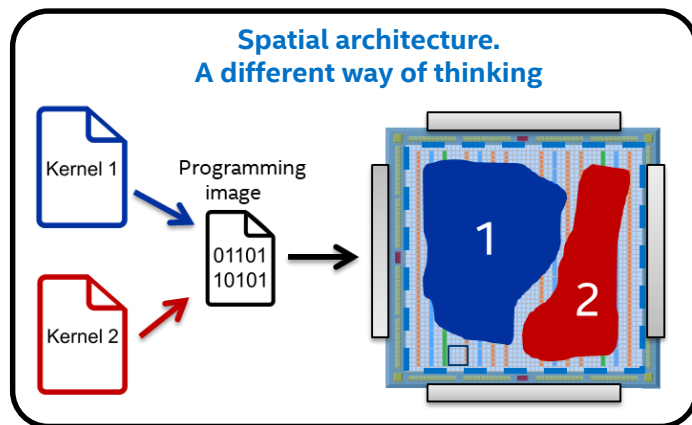 Spatial architecture.
A different way of thinking
Kernel 1
Programming
image
01101
10101
Kernel 2
1
2